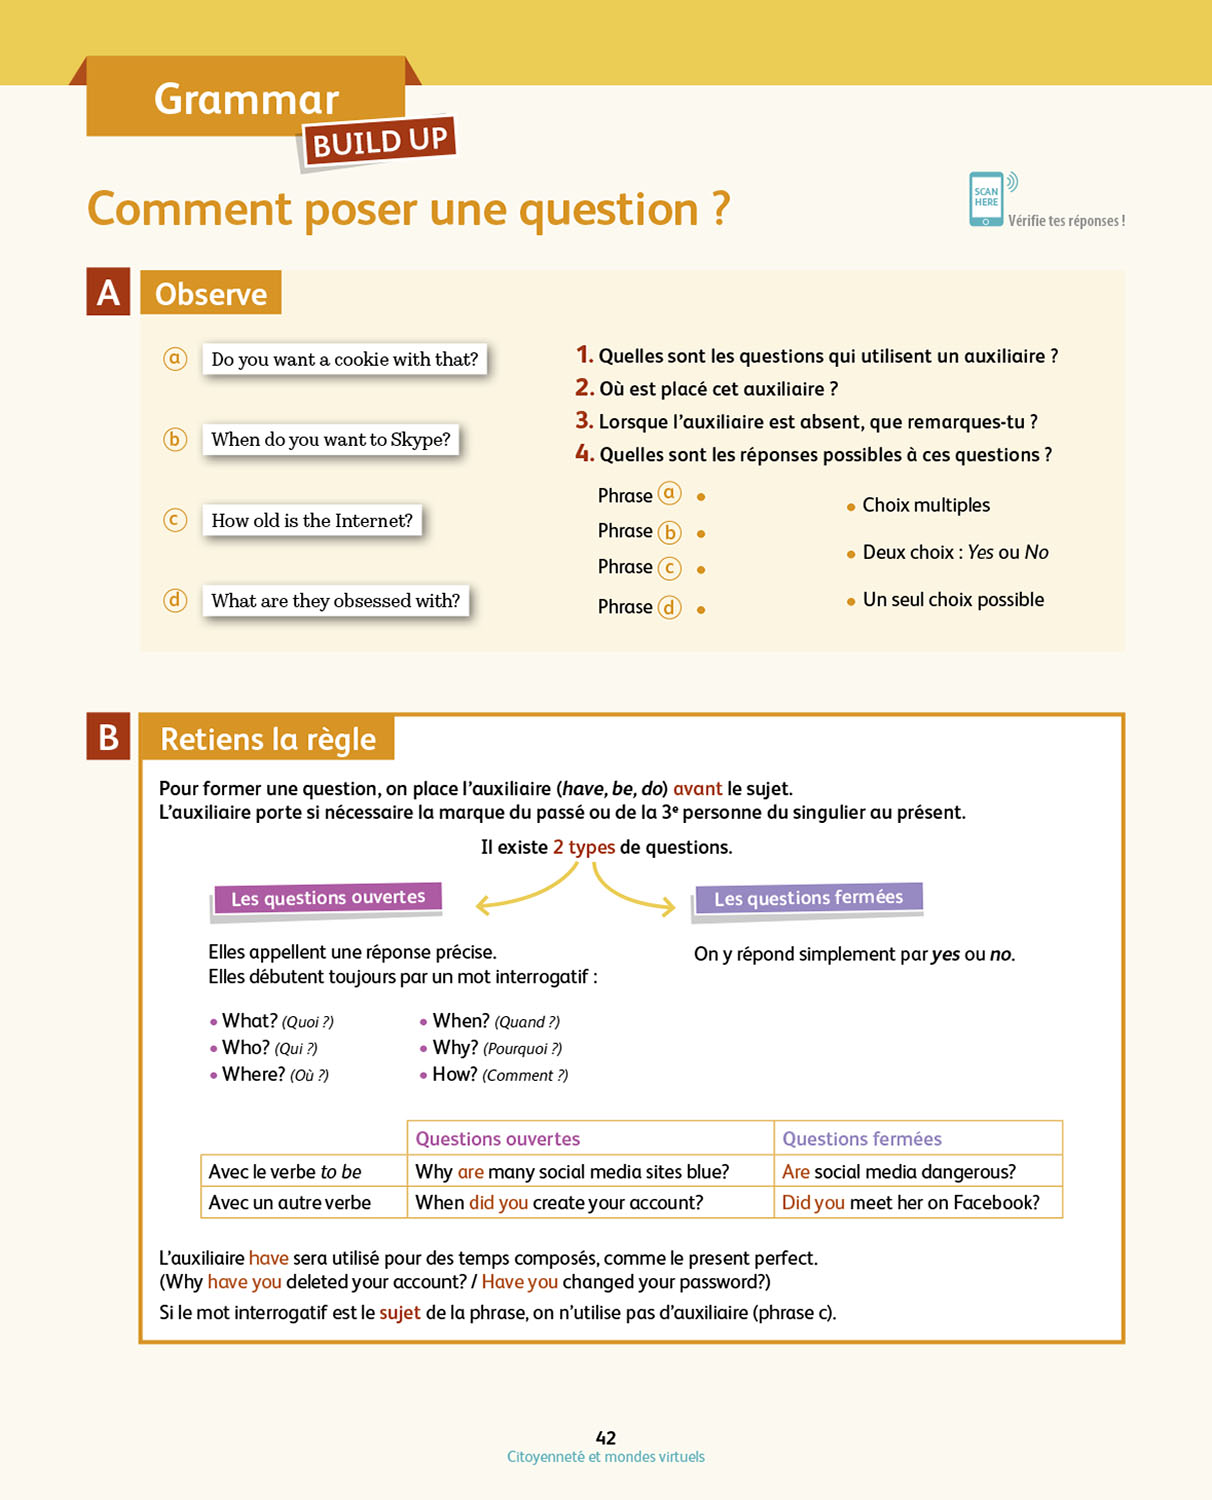 Grammar
BUILD UP
Comment poser une question ?
SCAN
HERE
Vérifie tes réponses !
A Observe
a Do you want a cookie with that?
b When do you want to Skype?
c How old is the Internet?
d What are they obsessed with?
1. Quelles sont les questions qui utilisent un auxiliaire ?
2. Où est placé cet auxiliaire ?
3. Lorsque l'auxiliaire est absent, que remarques-tu ?
4. Quelles sont les réponses possibles à ces questions ?
Phrase a •
Phrase b •
Phrase c •
Phrase d •
• Choix multiples
• Deux choix : Yes ou No
• Un seul choix possible
B Retiens la règle
Pour former une question, on place l'auxiliaire (have, be, do) avant le sujet.
L'auxiliaire porte si nécessaire la marque du passé ou de la 3e personne du singulier au présent.
Il existe 2 types de questions.
Les questions ouvertes
Elles appellent une réponse précise.
Elles débutent toujours par un mot interrogatif :
• What? (Quoi ?)
• Who? (Qui ?)
• Where? (Où ?)
• When? (Quand ?)
• Why? (Pourquoi ?)
• How? (Comment ?)
Les questions fermées
On y répond simplement par yes ou no.
Questions ouvertes Questions fermées
Avec le verbe to be Why are many social media sites blue? Are social media dangerous?
Avec un autre verbe When did you create your account? Did you meet her on Facebook?
L'auxiliaire have sera utilisé pour des temps composés, comme le present perfect.
(Why have you deleted your account? / Have you changed your password?)
Si le mot interrogatif est le sujet de la phrase, on n'utilise pas d'auxiliaire (phrase c).
42
Citoyenneté et mondes virtuels